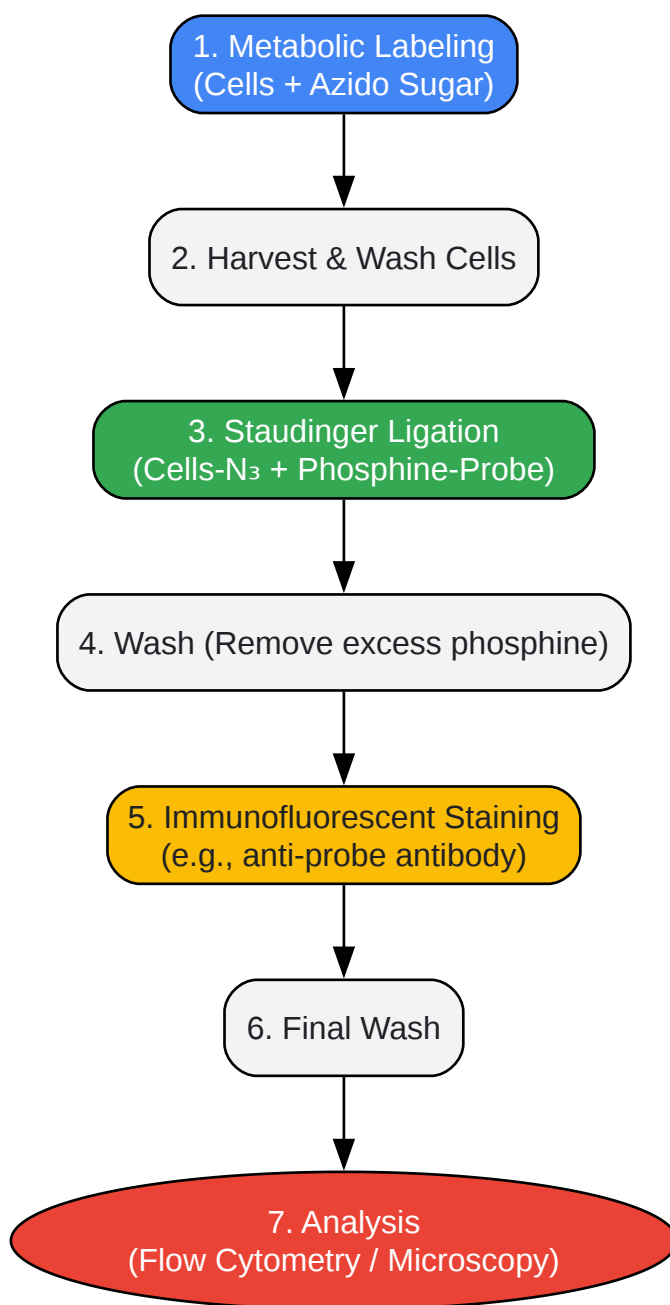 1. Metabolic Labeling
(Cells + Azido Sugar)
2. Harvest & Wash Cells
3. Staudinger Ligation
(Cells-N₃ + Phosphine-Probe)
4. Wash (Remove excess phosphine)
5. Immunofluorescent Staining
(e.g., anti-probe antibody)
6. Final Wash
7. Analysis
(Flow Cytometry / Microscopy)